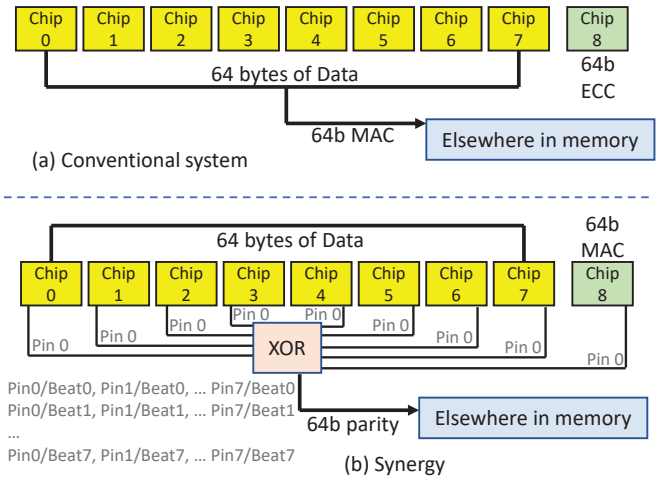 Chip 0 Chip 1 Chip 2 Chip 3 Chip 4 Chip 5 Chip 6 Chip 7 Chip 8
64 bytes of Data
64b
ECC
64b MAC
Elsewhere in memory
(a) Conventional system
64 bytes of Data
64b
MAC
Chip 0 Chip 1 Chip 2 Chip 3 Chip 4 Chip 5 Chip 6 Chip 7 Chip 8
Pin 0 Pin 0 Pin 0 Pin 0 Pin 0 Pin 0 Pin 0 Pin 0 Pin 0
XOR
Pin0/Beat0, Pin1/Beat0, ... Pin7/Beat0
Pin0/Beat1, Pin1/Beat1, ... Pin7/Beat1
...
Pin0/Beat7, Pin1/Beat7, ... Pin7/Beat7
64b parity
Elsewhere in memory
(b) Synergy